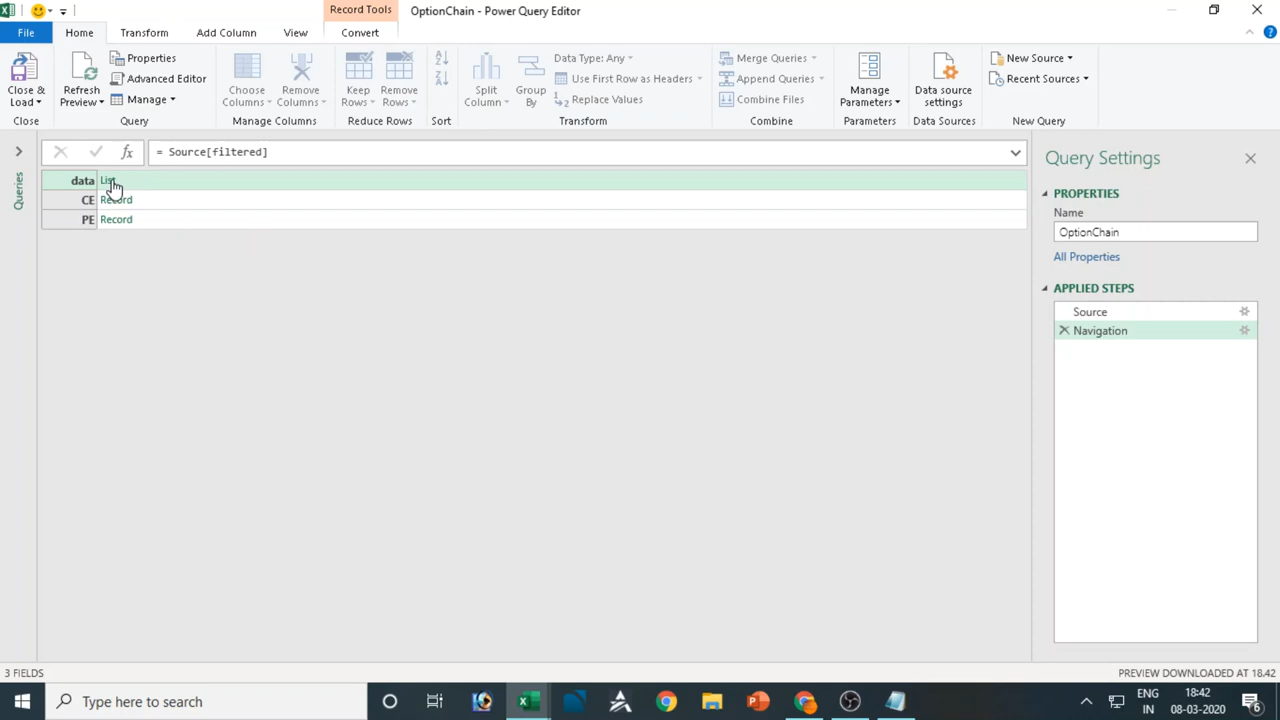 Record Tools
OptionChain - Power Query Editor
File
Home
Transform
Add Column
View
Convert
Close & Load
Refresh Preview
Properties
Advanced Editor
Manage
Choose Columns
Remove Columns
Keep Rows
Remove Rows
Split Column
Group By
Data Type: Any
Use First Row as Headers
Replace Values
Merge Queries
Append Queries
Combine Files
Manage Parameters
Data source settings
New Source
Recent Sources
Close
Query
Manage Columns
Reduce Rows
Sort
Transform
Combine
Parameters
Data Sources
New Query
fx
= Source[filtered]
Queries
data List
CE Record
PE Record
Query Settings
PROPERTIES
Name
OptionChain
All Properties
APPLIED STEPS
Source
Navigation
3 FIELDS
PREVIEW DOWNLOADED AT 18.42
Type here to search
ENG
IN
18:42
08-03-2020
6